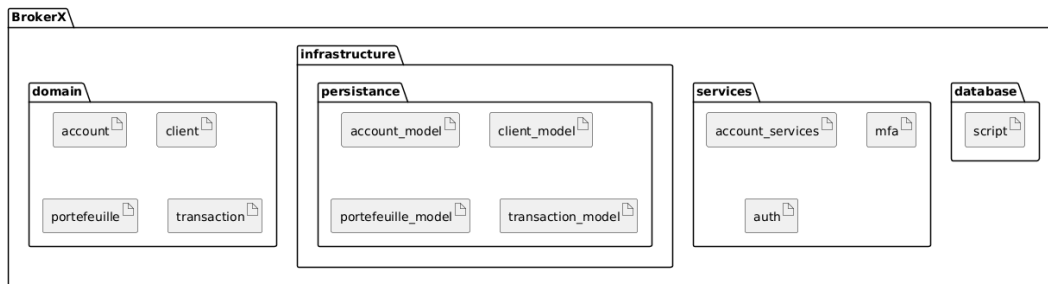 BrokerX
infrastructure
domain
persistance
services
database
account
client
account_model
client_model
account_services
mfa
script
portefeuille
transaction
portefeuille_model
transaction_model
auth